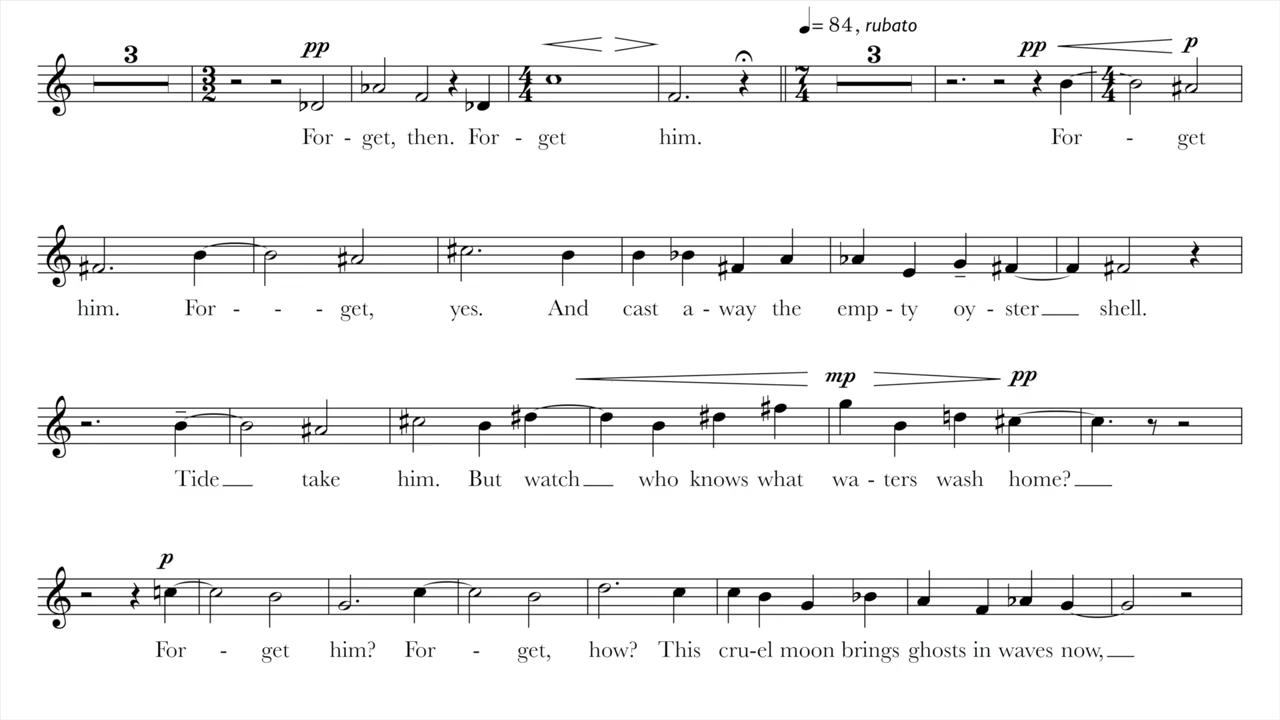 ♩= 84, rubato
3 pp 3 pp p
3 2 4 4 7 4 4 4
For - get, then. For - get him. For - get
him. For - - - get, yes. And cast a - way the emp - ty oy - ster shell.
mp pp
Tide take him. But watch who knows what wa - ters wash home?
p
For - get him? For - get, how? This cru-el moon brings ghosts in waves now,